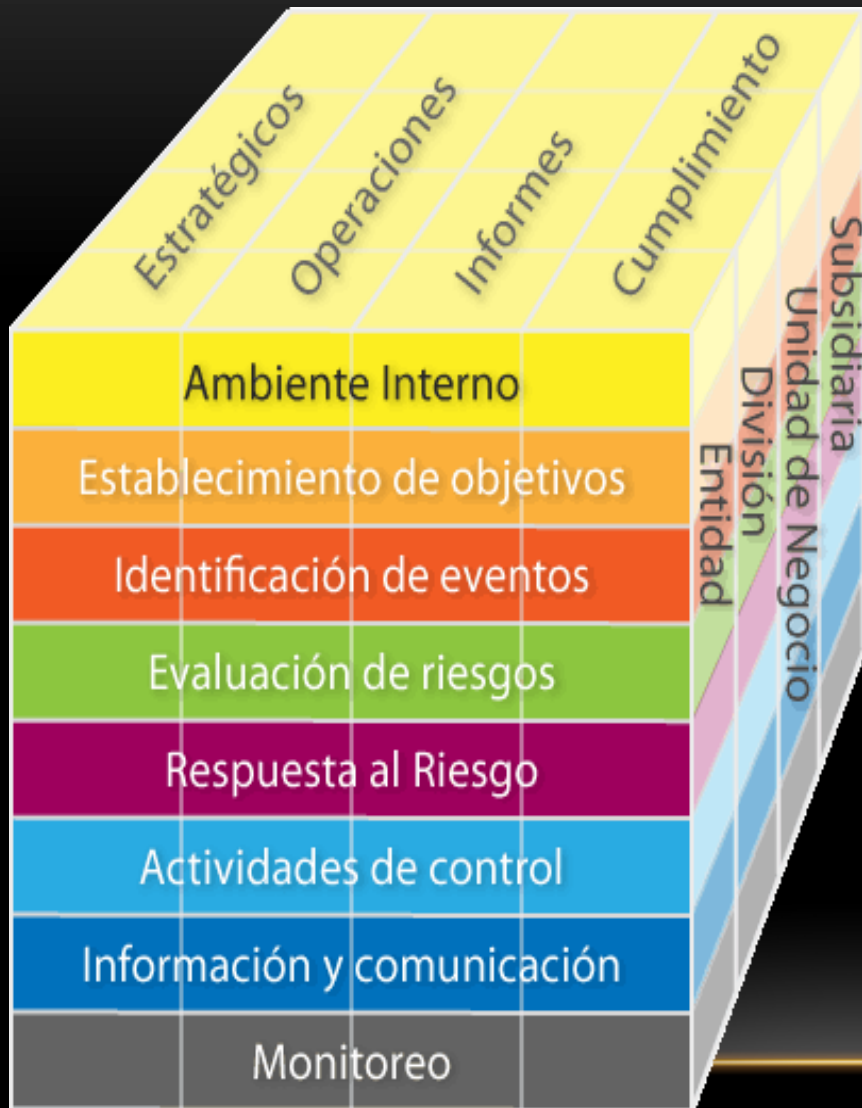 Estratégicos
Operaciones
Informes
Cumplimiento
Ambiente Interno
Establecimiento de objetivos
Identificación de eventos
Evaluación de riesgos
Respuesta al Riesgo
Actividades de control
Información y comunicación
Monitoreo
Entidad
División
Unidad de Negocio
Subsidiaria